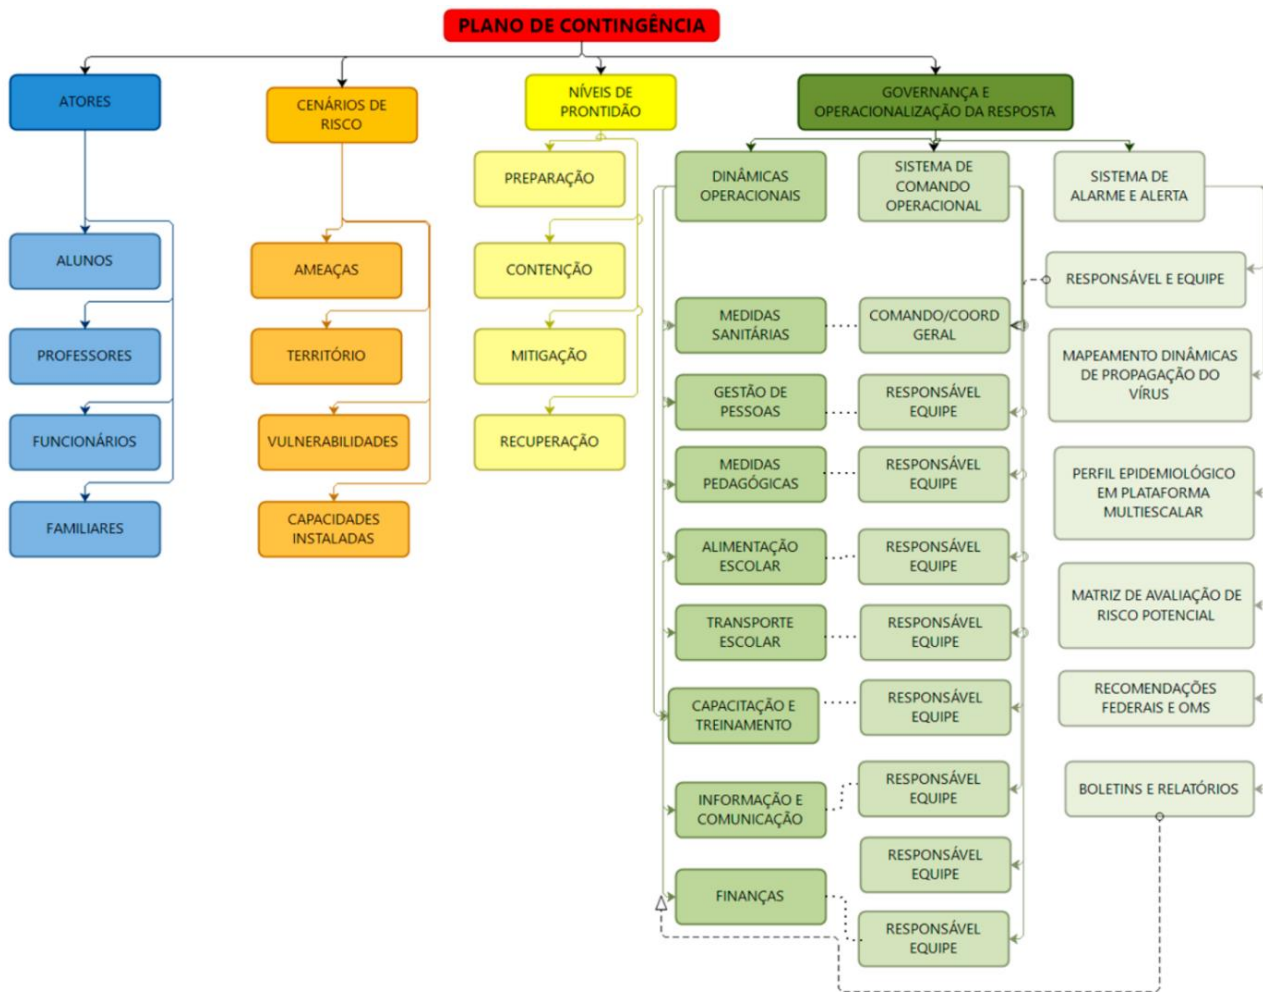 PLANO DE CONTINGÊNCIA
ATORES
ALUNOS
PROFESSORES
FUNCIONÁRIOS
FAMILIARES
CENÁRIOS DE
RISCO
AMEAÇAS
TERRITÓRIO
VULNERABILIDADES
CAPACIDADES
INSTALADAS
NÍVEIS DE
PRONTIDÃO
PREPARAÇÃO
CONTENÇÃO
MITIGAÇÃO
RECUPERAÇÃO
GOVERNANÇA E
OPERACIONALIZAÇÃO DA RESPOSTA
DINÂMICAS
OPERACIONAIS
MEDIDAS
SANITÁRIAS
GESTÃO DE
PESSOAS
MEDIDAS
PEDAGÓGICAS
ALIMENTAÇÃO
ESCOLAR
TRANSPORTE
ESCOLAR
CAPACITAÇÃO E
TREINAMENTO
INFORMAÇÃO E
COMUNICAÇÃO
FINANÇAS
SISTEMA DE
COMANDO
OPERACIONAL
COMANDO/COORD
GERAL
RESPONSÁVEL
EQUIPE
RESPONSÁVEL
EQUIPE
RESPONSÁVEL
EQUIPE
RESPONSÁVEL
EQUIPE
RESPONSÁVEL
EQUIPE
RESPONSÁVEL
EQUIPE
RESPONSÁVEL
EQUIPE
RESPONSÁVEL
EQUIPE
SISTEMA DE
ALARME E ALERTA
RESPONSÁVEL E EQUIPE
MAPEAMENTO DINÂMICAS
DE PROPAGAÇÃO DO
VÍRUS
PERFIL EPIDEMIOLÓGICO
EM PLATAFORMA
MULTIESCALAR
MATRIZ DE AVALIAÇÃO DE
RISCO POTENCIAL
RECOMENDAÇÕES
FEDERAIS E OMS
BOLETINS E RELATÓRIOS